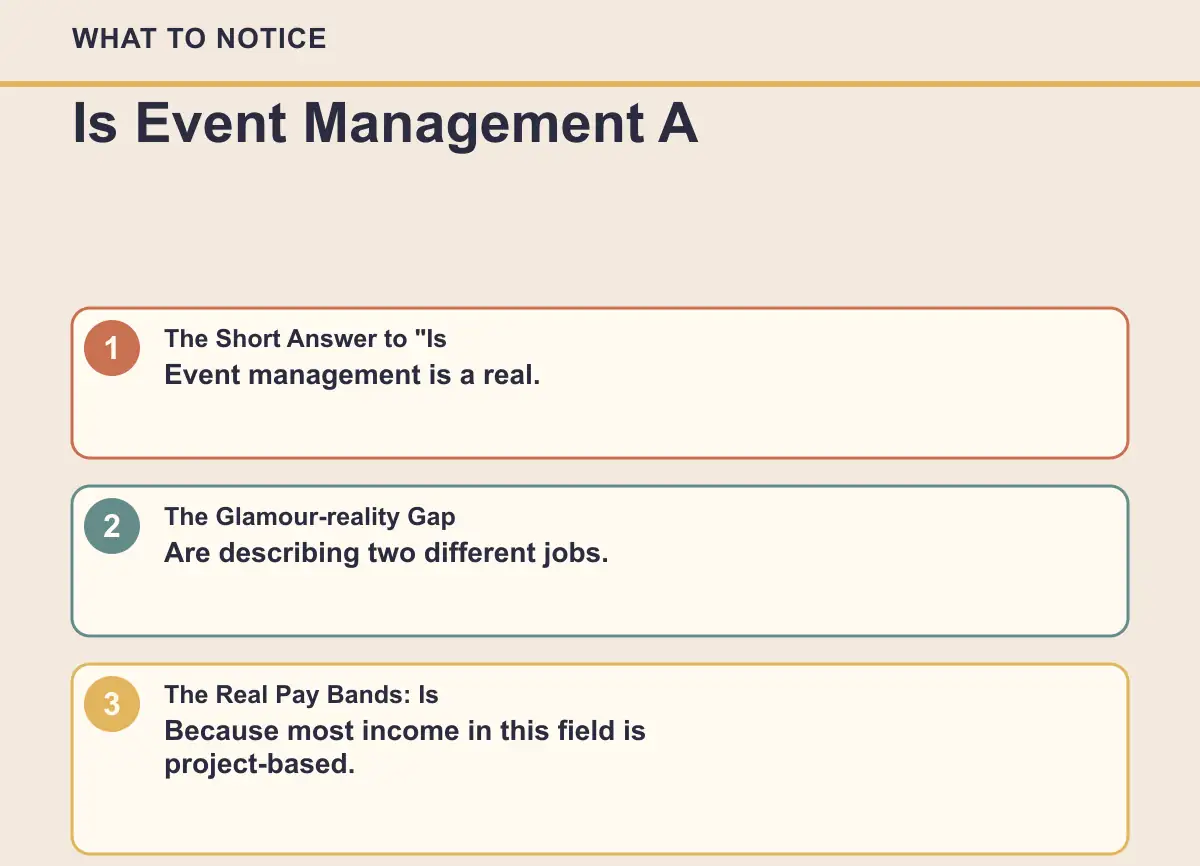 WHAT TO NOTICE
Is Event Management A
1
The Short Answer to "Is
Event management is a real.
2
The Glamour-reality Gap
Are describing two different jobs.
3
The Real Pay Bands: Is
Because most income in this field is
project-based.